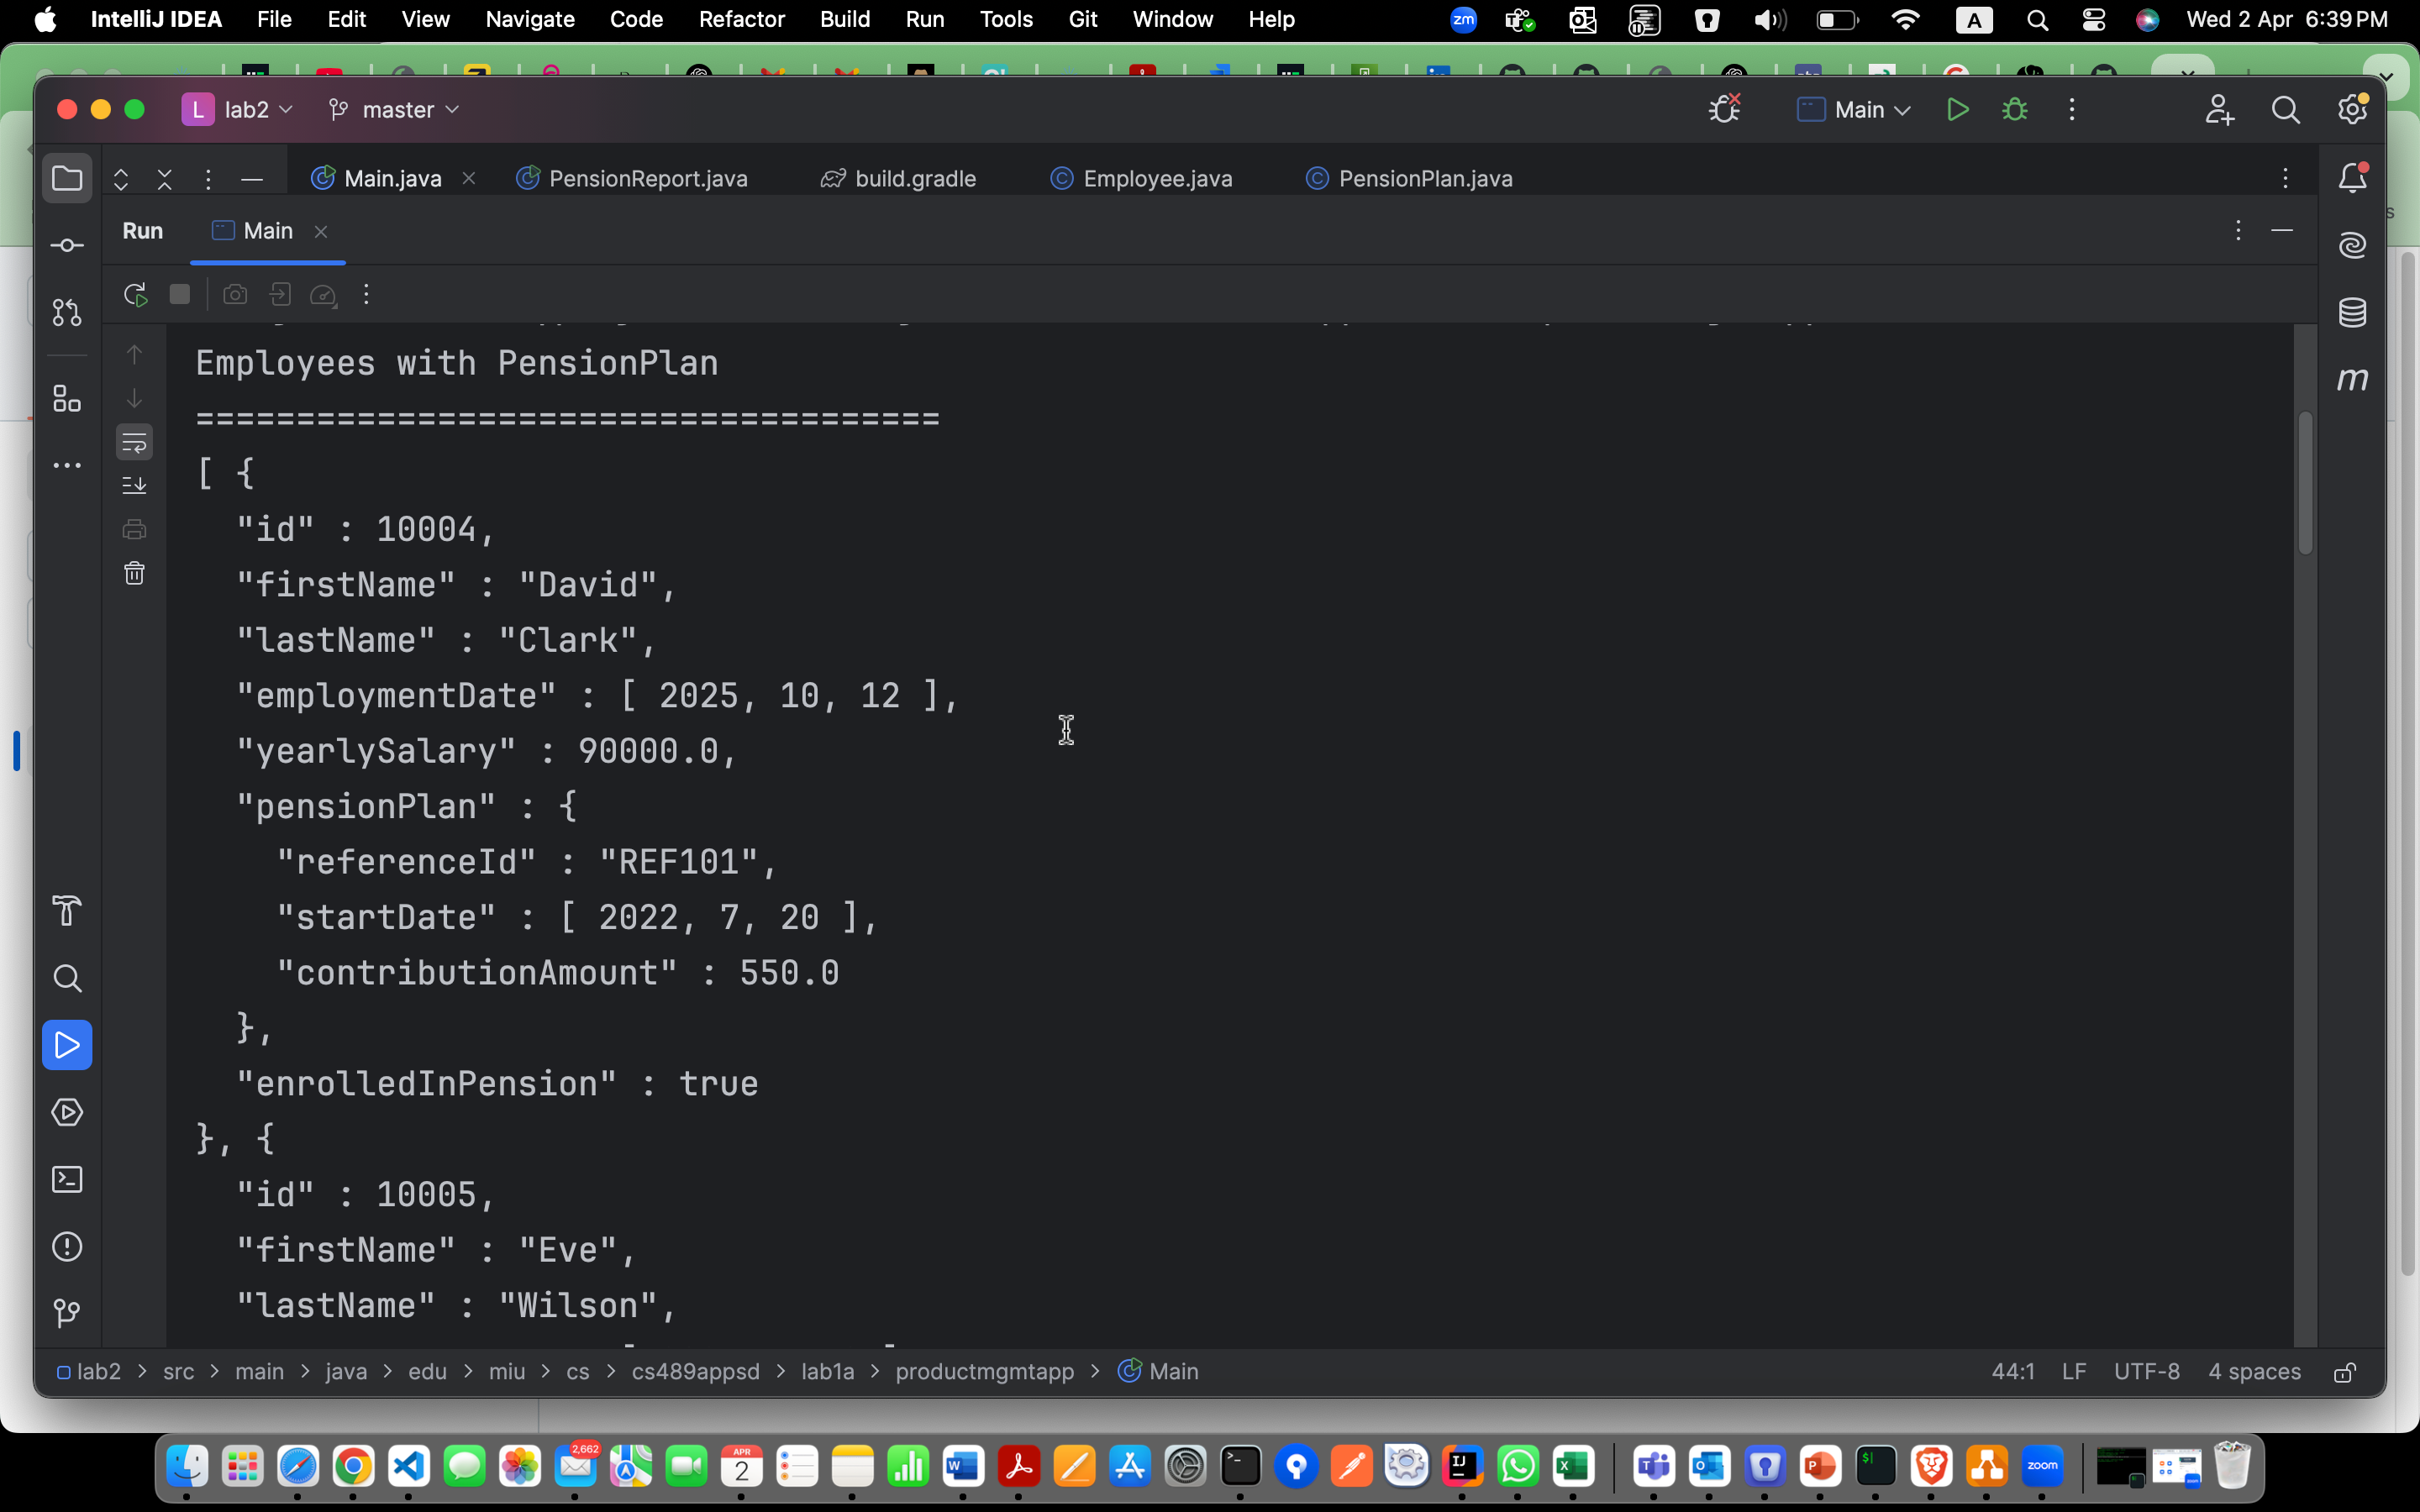 IntelliJ IDEA File Edit View Navigate Code Refactor Build Run Tools Git Window Help zm A Wed 2 Apr 6:39 PM
L lab2 master Main
Main.java PensionReport.java build.gradle Employee.java PensionPlan.java
Run Main
Employees with PensionPlan
=====================================
[ {
"id" : 10004,
"firstName" : "David",
"lastName" : "Clark",
"employmentDate" : [ 2025, 10, 12 ],
"yearlySalary" : 90000.0,
"pensionPlan" : {
"referenceId" : "REF101",
"startDate" : [ 2022, 7, 20 ],
"contributionAmount" : 550.0
},
"enrolledInPension" : true
}, {
"id" : 10005,
"firstName" : "Eve",
"lastName" : "Wilson",
lab2 > src > main > java > edu > miu > cs > cs489appsd > lab1a > productmgmtapp > Main 44:1 LF UTF-8 4 spaces
2,662 APR 2 zoom